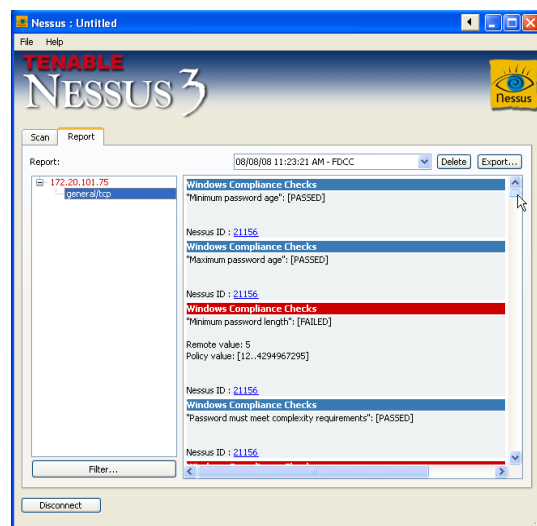 Nessus : Untitled
File Help
TENABLE
NESSUS 3
Nessus
Scan Report
Report: 08/08/08 11:23:21 AM - FDCC Delete Export...
172.20.101.75
general/tcp
Windows Compliance Checks
"Minimum password age": [PASSED]
Nessus ID : 21156
Windows Compliance Checks
"Maximum password age": [PASSED]
Nessus ID : 21156
Windows Compliance Checks
"Minimum password length": [FAILED]
Remote value: 5
Policy value: [12..4294967295]
Nessus ID : 21156
Windows Compliance Checks
"Password must meet complexity requirements": [PASSED]
Nessus ID : 21156
Filter...
Disconnect